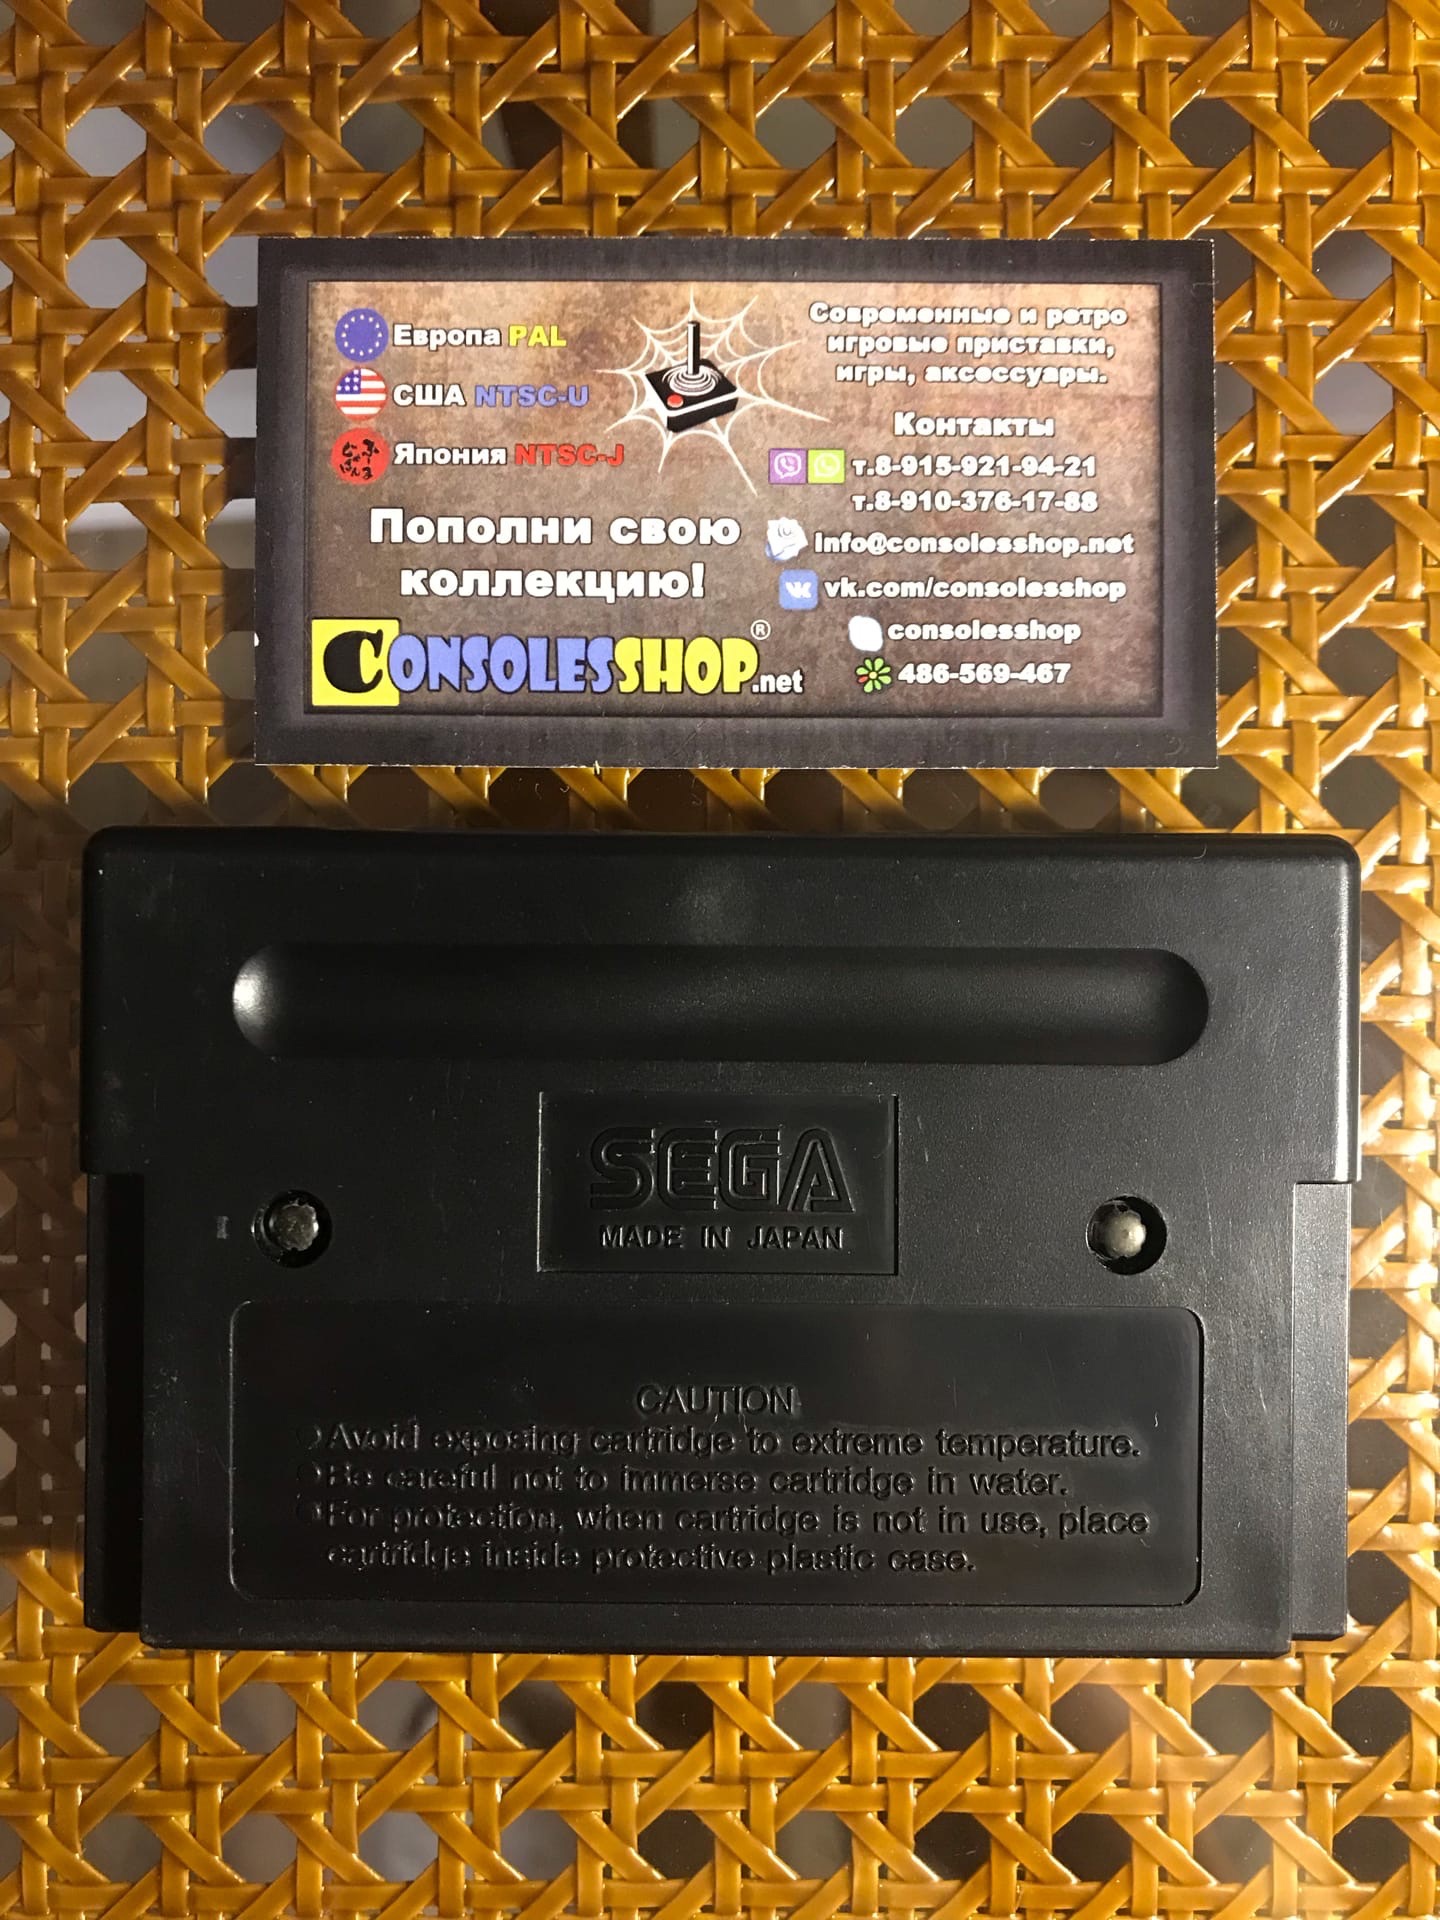 Европа PAL
США NTSC-U
Япония NTSC-J
Пополни свою
коллекцию!
CONSOLESSHOP.net®
Современные и ретро
игровые приставки,
игры, аксессуары.
Контакты
т.8-915-921-94-21
т.8-910-376-17-88
info@consolesshop.net
vk.com/consolesshop
consolesshop
486-569-467
SEGA
MADE IN JAPAN
CAUTION
●Avoid exposing cartridge to extreme temperature.
●Be careful not to immerse cartridge in water.
●For protection, when cartridge is not in use, place
cartridge inside protective plastic case.